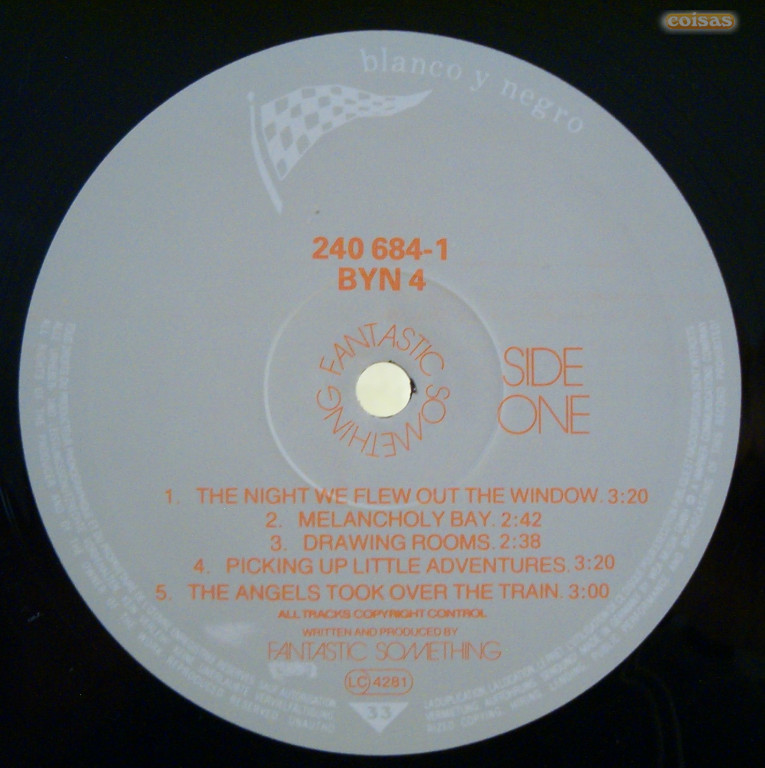 coisas
blanco y negro
240 684-1
BYN 4
FANTASTIC SOMETHING
SIDE
ONE
1. THE NIGHT WE FLEW OUT THE WINDOW. 3:20
2. MELANCHOLY BAY. 2:42
3. DRAWING ROOMS. 2:38
4. PICKING UP LITTLE ADVENTURES. 3:20
5. THE ANGELS TOOK OVER THE TRAIN. 3:00
ALL TRACKS COPYRIGHT CONTROL
WRITTEN AND PRODUCED BY
FANTASTIC SOMETHING
LC 4281
33